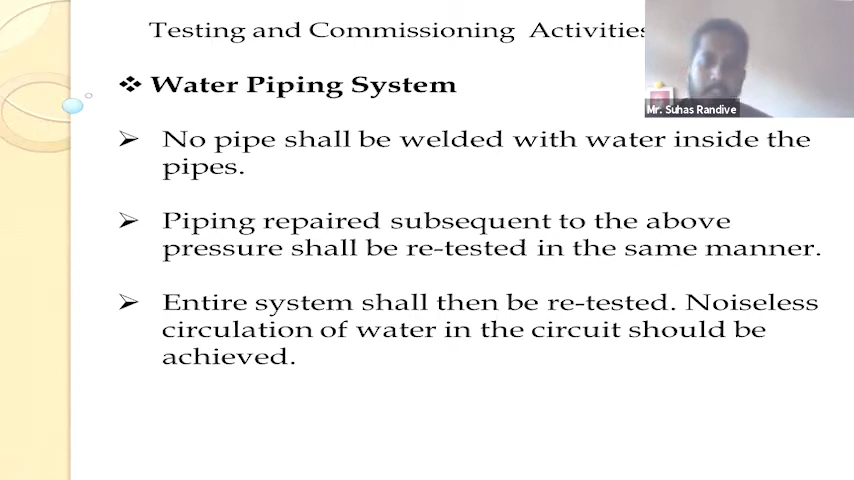 Testing and Commissioning Activities
Mr. Suhas Randive
❖ Water Piping System
➢ No pipe shall be welded with water inside the
pipes.
➢ Piping repaired subsequent to the above
pressure shall be re-tested in the same manner.
➢ Entire system shall then be re-tested. Noiseless
circulation of water in the circuit should be
achieved.